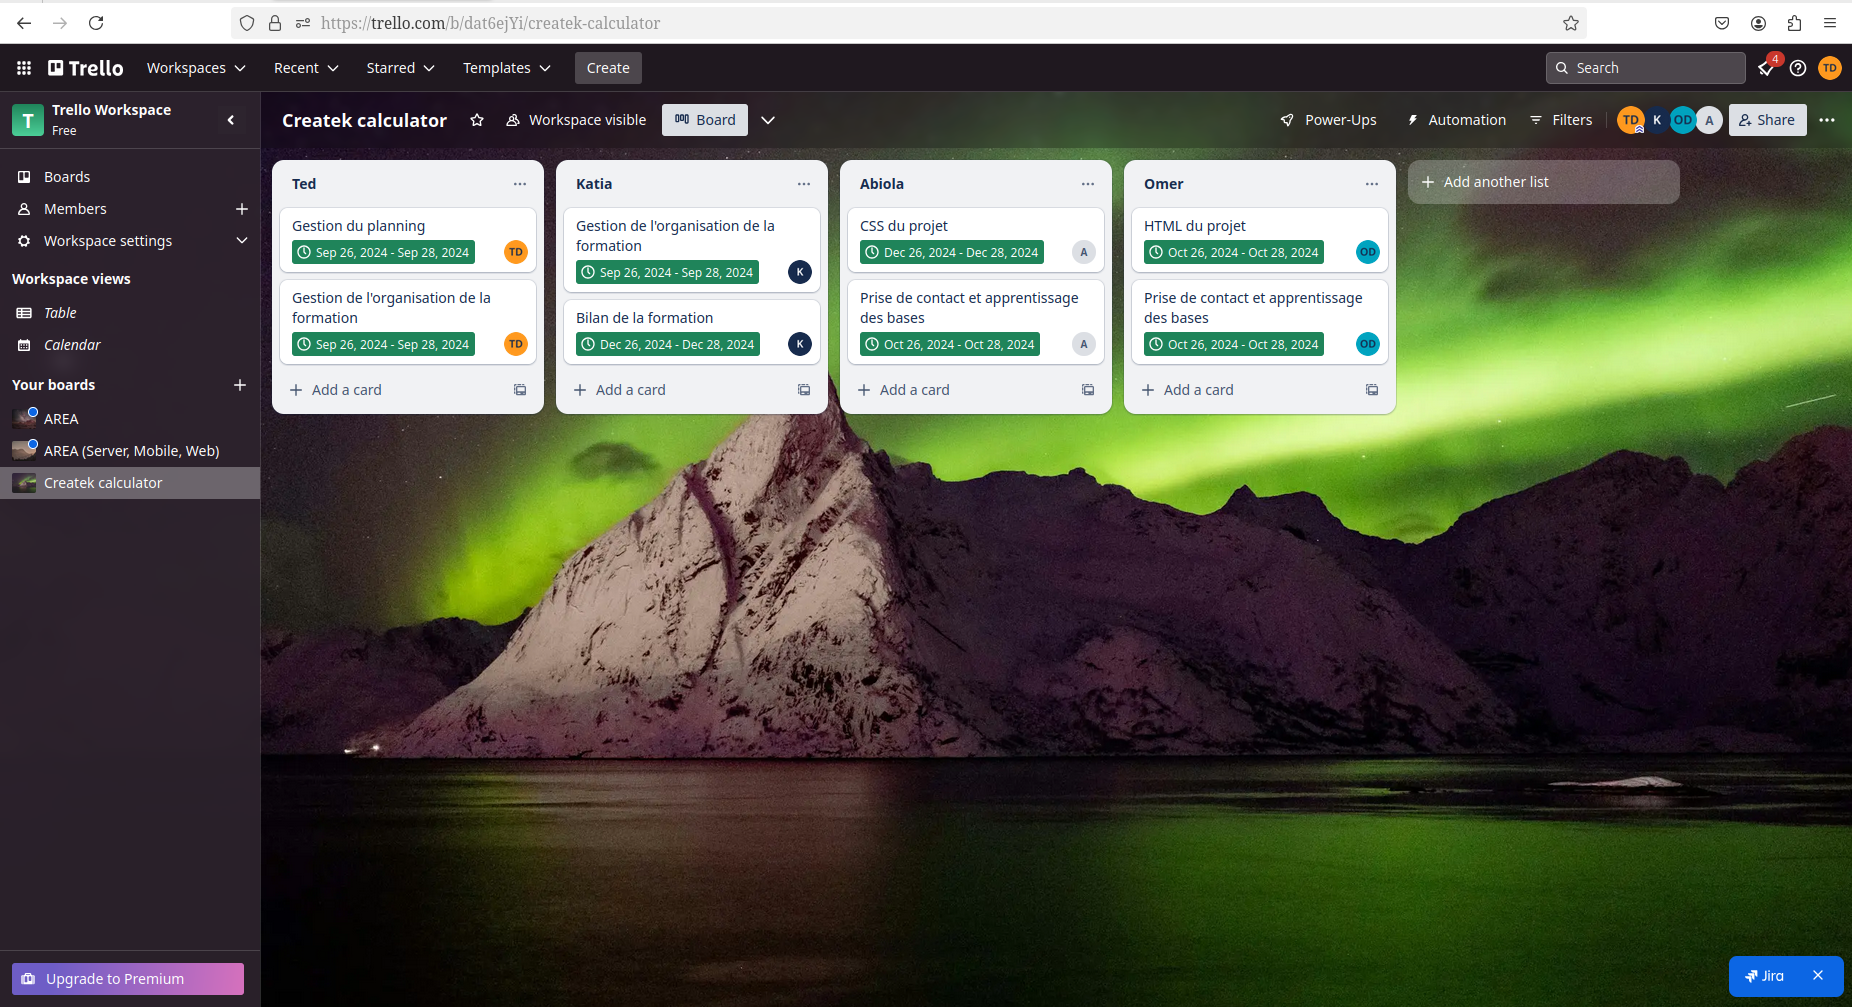 https://trello.com/b/dat6ejYi/createk-calculator
Trello
Workspaces
Recent
Starred
Templates
Create
Search
4
TD
T
Trello Workspace
Free
Createk calculator
Workspace visible
Board
Power-Ups
Automation
Filters
TD
K
OD
A
Share
Boards
Members
Workspace settings
Workspace views
Table
Calendar
Your boards
AREA
AREA (Server, Mobile, Web)
Createk calculator
Upgrade to Premium
Ted
Gestion du planning
Sep 26, 2024 - Sep 28, 2024
TD
Gestion de l'organisation de la
formation
Sep 26, 2024 - Sep 28, 2024
TD
Add a card
Katia
Gestion de l'organisation de la
formation
Sep 26, 2024 - Sep 28, 2024
K
Bilan de la formation
Dec 26, 2024 - Dec 28, 2024
K
Add a card
Abiola
CSS du projet
Dec 26, 2024 - Dec 28, 2024
A
Prise de contact et apprentissage
des bases
Oct 26, 2024 - Oct 28, 2024
A
Add a card
Omer
HTML du projet
Oct 26, 2024 - Oct 28, 2024
OD
Prise de contact et apprentissage
des bases
Oct 26, 2024 - Oct 28, 2024
OD
Add a card
Add another list
Jira